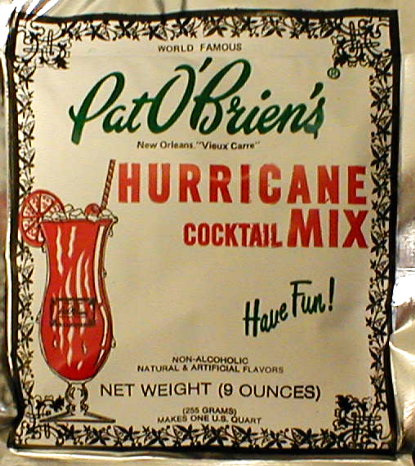 WORLD FAMOUS
Pat O'Brien's®
New Orleans "Vieux Carre"
HURRICANE
COCKTAIL MIX
Have Fun!
NON-ALCOHOLIC
NATURAL & ARTIFICIAL FLAVORS
NET WEIGHT (9 OUNCES)
(255 GRAMS)
MAKES ONE U.S. QUART